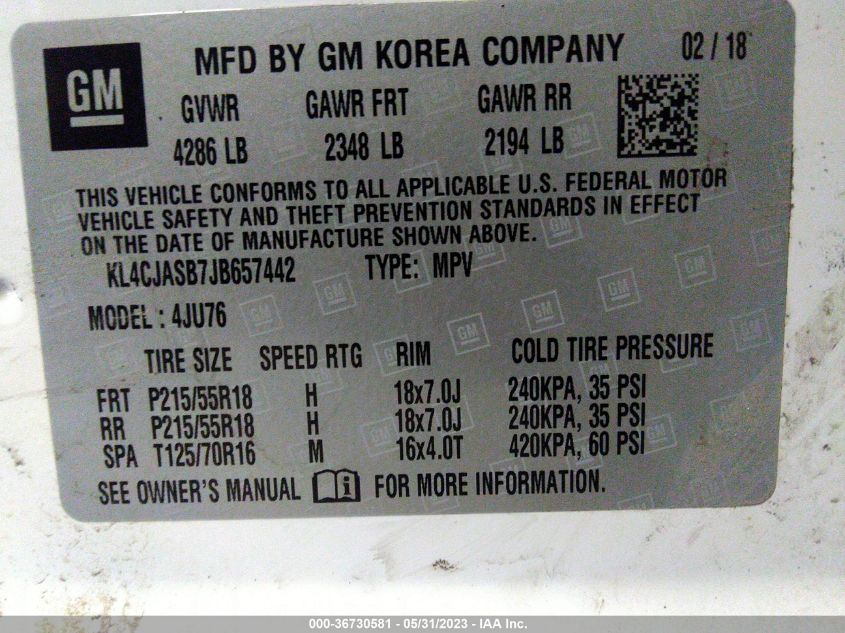 GM MFD BY GM KOREA COMPANY 02 / 18
GVWR GAWR FRT GAWR RR
4286 LB 2348 LB 2194 LB
THIS VEHICLE CONFORMS TO ALL APPLICABLE U.S. FEDERAL MOTOR
VEHICLE SAFETY AND THEFT PREVENTION STANDARDS IN EFFECT
ON THE DATE OF MANUFACTURE SHOWN ABOVE.
KL4CJASB7JB657442 TYPE: MPV
MODEL : 4JU76
TIRE SIZE SPEED RTG RIM COLD TIRE PRESSURE
FRT P215/55R18 H 18x7.0J 240KPA, 35 PSI
RR P215/55R18 H 18x7.0J 240KPA, 35 PSI
SPA T125/70R16 M 16x4.0T 420KPA, 60 PSI
SEE OWNER'S MANUAL i FOR MORE INFORMATION.
000-36730581 - 05/31/2023 - IAA Inc.